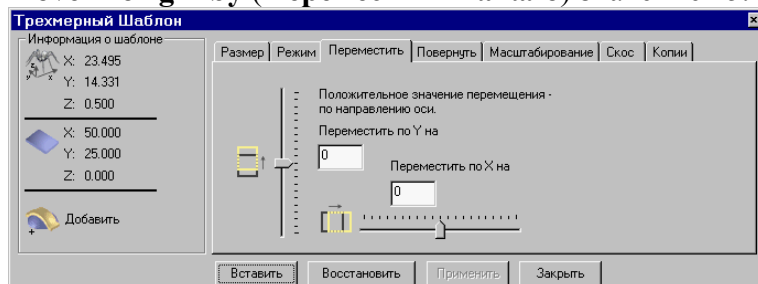 Трехмерный Шаблон
Информация о шаблоне
X: 23.495
Y: 14.331
Z: 0.500
X: 50.000
Y: 25.000
Z: 0.000
Добавить
Размер Режим Переместить Повернуть Масштабирование Скос Копии
Положительное значение перемещения -
по направлению оси.
Переместить по Y на
0
Переместить по X на
0
Вставить Восстановить Применить Закрыть